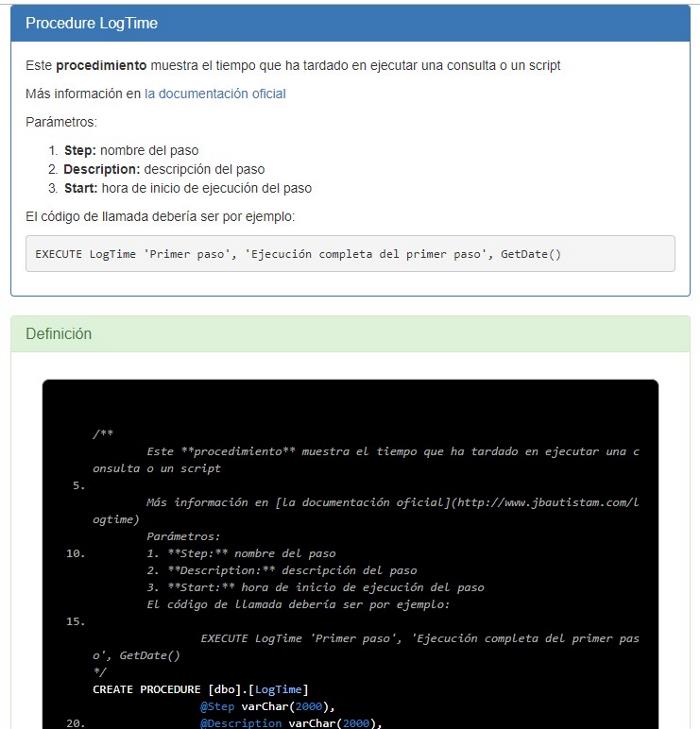 Procedure LogTime
Este procedimiento muestra el tiempo que ha tardado en ejecutar una consulta o un script
Más información en la documentación oficial
Parámetros:
1. Step: nombre del paso
2. Description: descripción del paso
3. Start: hora de inicio de ejecución del paso
El código de llamada debería ser por ejemplo:
EXECUTE LogTime 'Primer paso', 'Ejecución completa del primer paso', GetDate()
Definición
/**
Este **procedimiento** muestra el tiempo que ha tardado en ejecutar una c
onsulta o un script
5.
Más información en [la documentación oficial](http://www.jbautistam.com/l
ogtime)
Parámetros:
10. 1. **Step:** nombre del paso
2. **Description:** descripción del paso
3. **Start:** hora de inicio de ejecución del paso
El código de llamada debería ser por ejemplo:
15.
EXECUTE LogTime 'Primer paso', 'Ejecución completa del primer pas
o', GetDate()
*/
CREATE PROCEDURE [dbo].[LogTime]
@Step varChar(2000),
20. @Description varChar(2000),